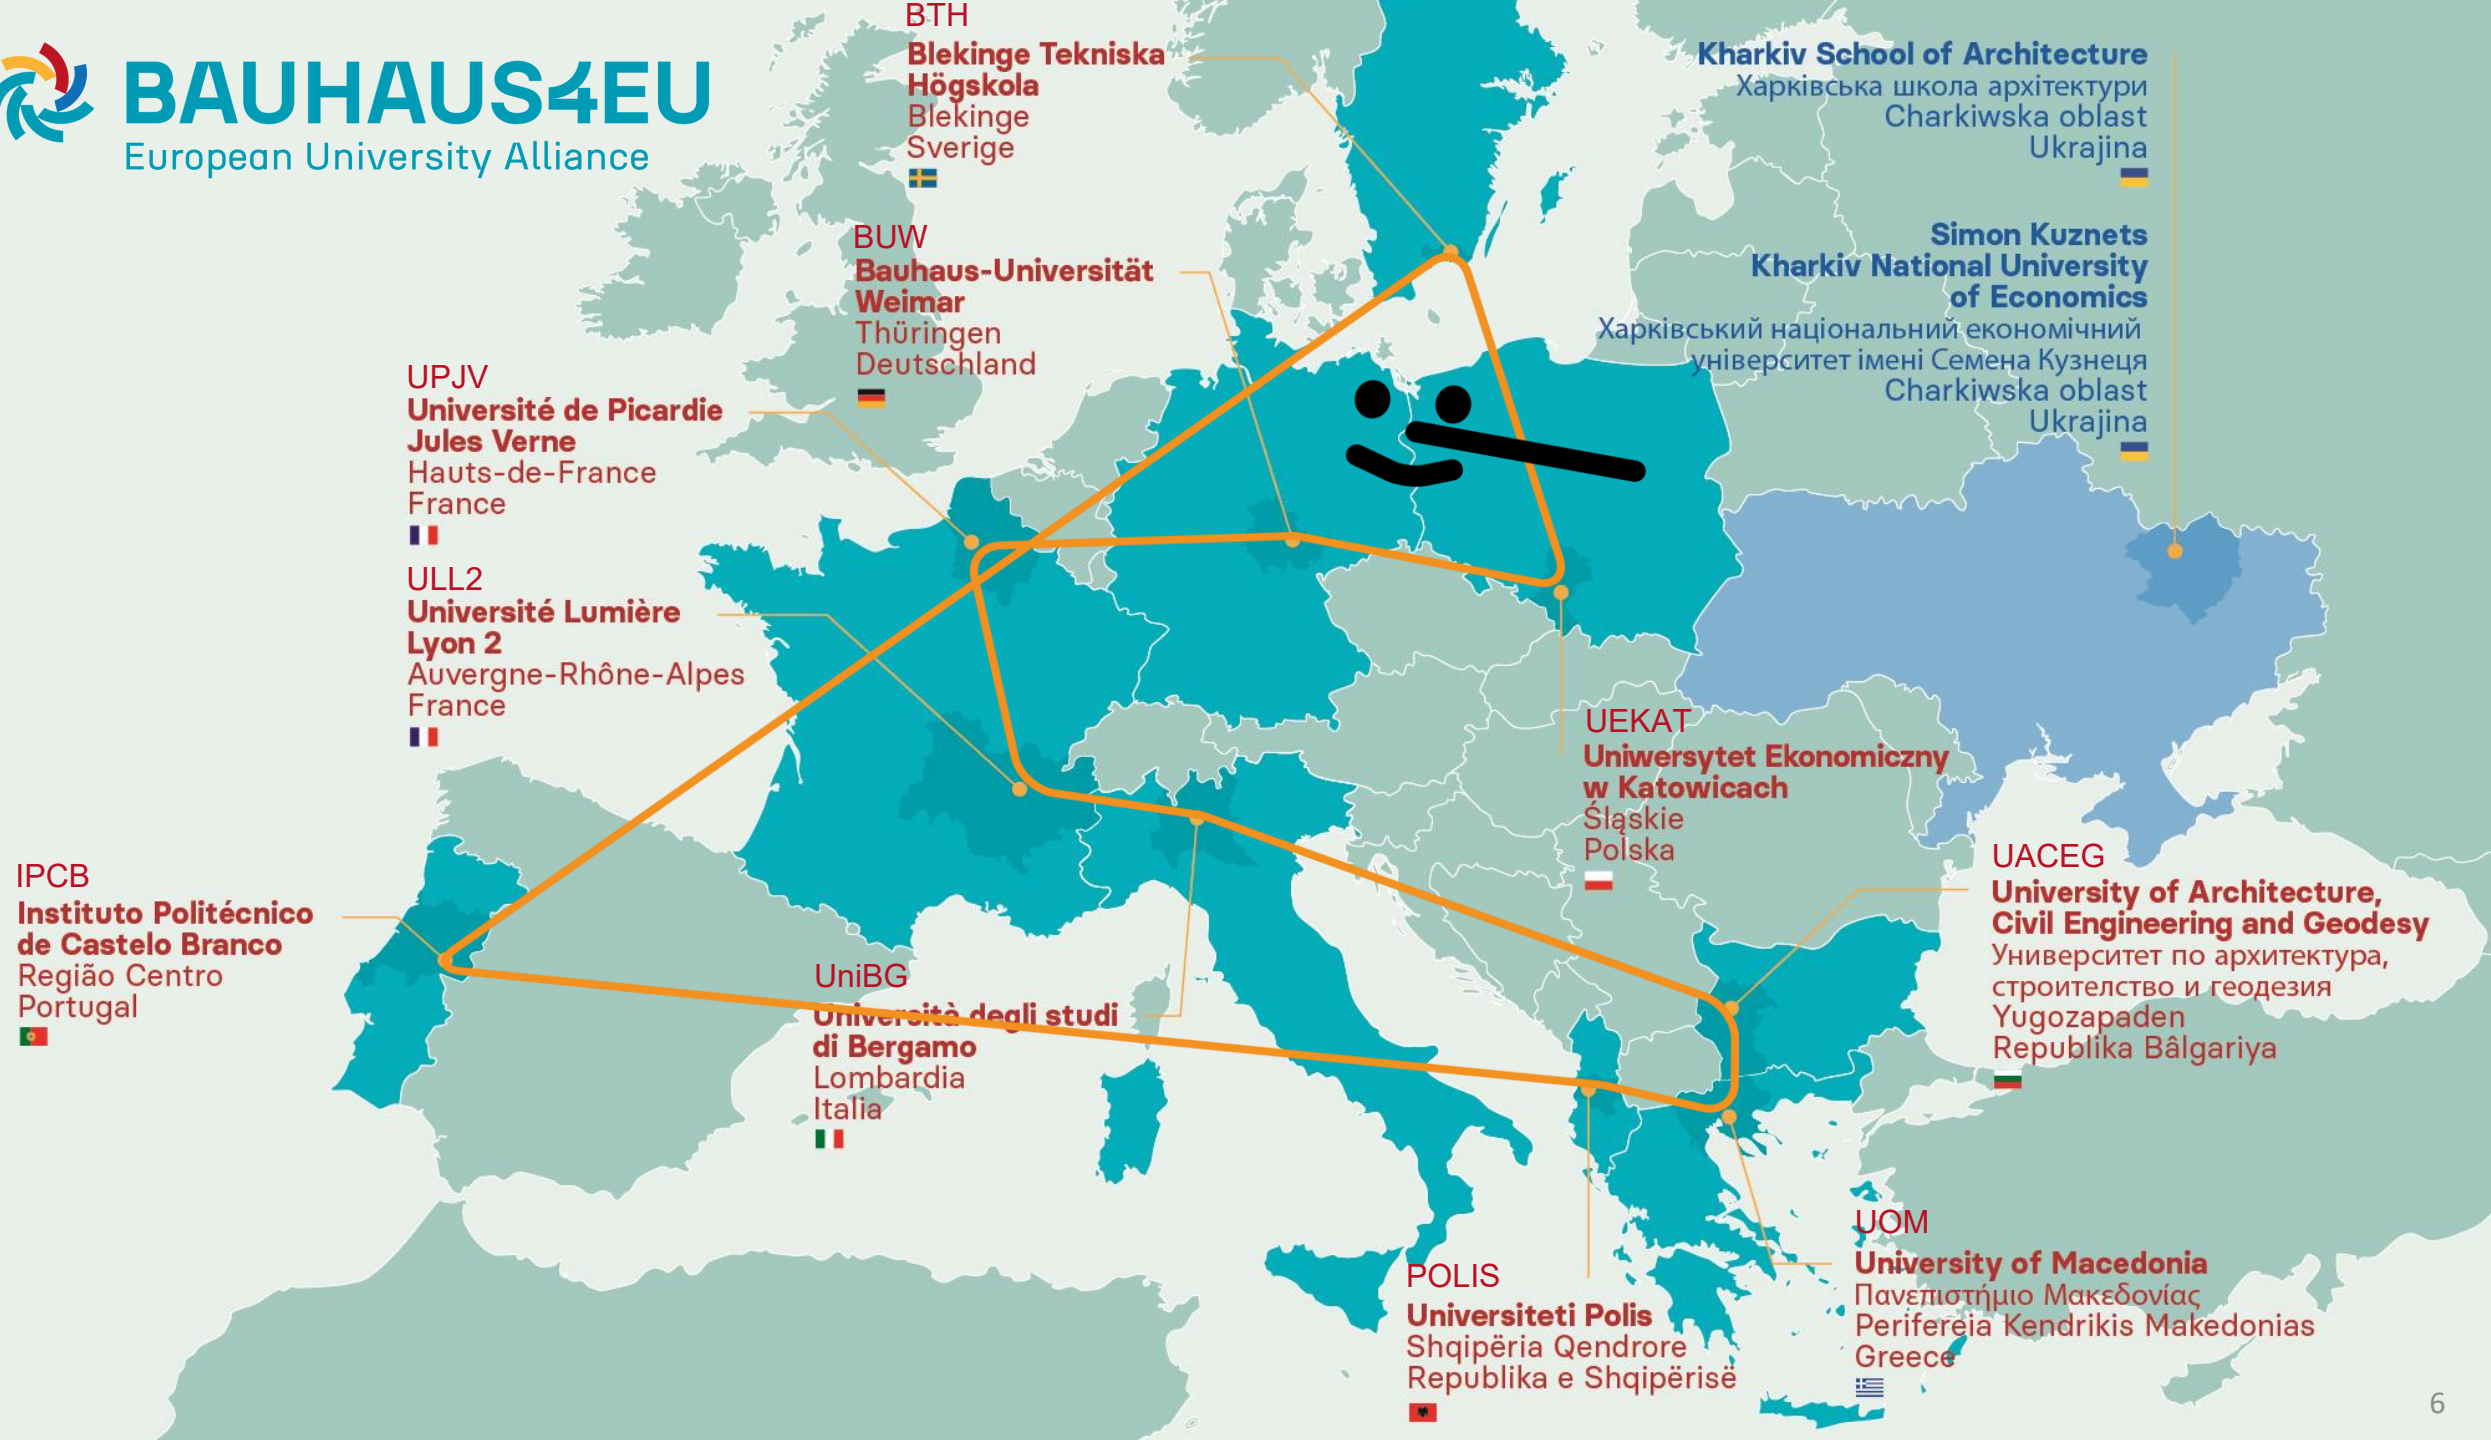 BAUHAUS4EU
European University Alliance
BTH
Blekinge Tekniska
Högskola
Blekinge
Sverige
BUW
Bauhaus-Universität
Weimar
Thüringen
Deutschland
UPJV
Université de Picardie
Jules Verne
Hauts-de-France
France
ULL2
Université Lumière
Lyon 2
Auvergne-Rhône-Alpes
France
IPCB
Instituto Politécnico
de Castelo Branco
Região Centro
Portugal
UniBG
Università degli studi
di Bergamo
Lombardia
Italia
Kharkiv School of Architecture
Харківська школа архітектури
Charkiwska oblast
Ukrajina
Simon Kuznets
Kharkiv National University
of Economics
Харківський національний економічний
університет імені Семена Кузнеця
Charkiwska oblast
Ukrajina
UEKAT
Uniwersytet Ekonomiczny
w Katowicach
Śląskie
Polska
UACEG
University of Architecture,
Civil Engineering and Geodesy
Университет по архитектура,
строителство и геодезия
Yugozapaden
Republika Bâlgariya
UOM
University of Macedonia
Πανεπιστήμιο Μακεδονίας
Perifereia Kendrikis Makedonias
Greece
POLIS
Universiteti Polis
Shqipëria Qendrore
Republika e Shqipërisë
6